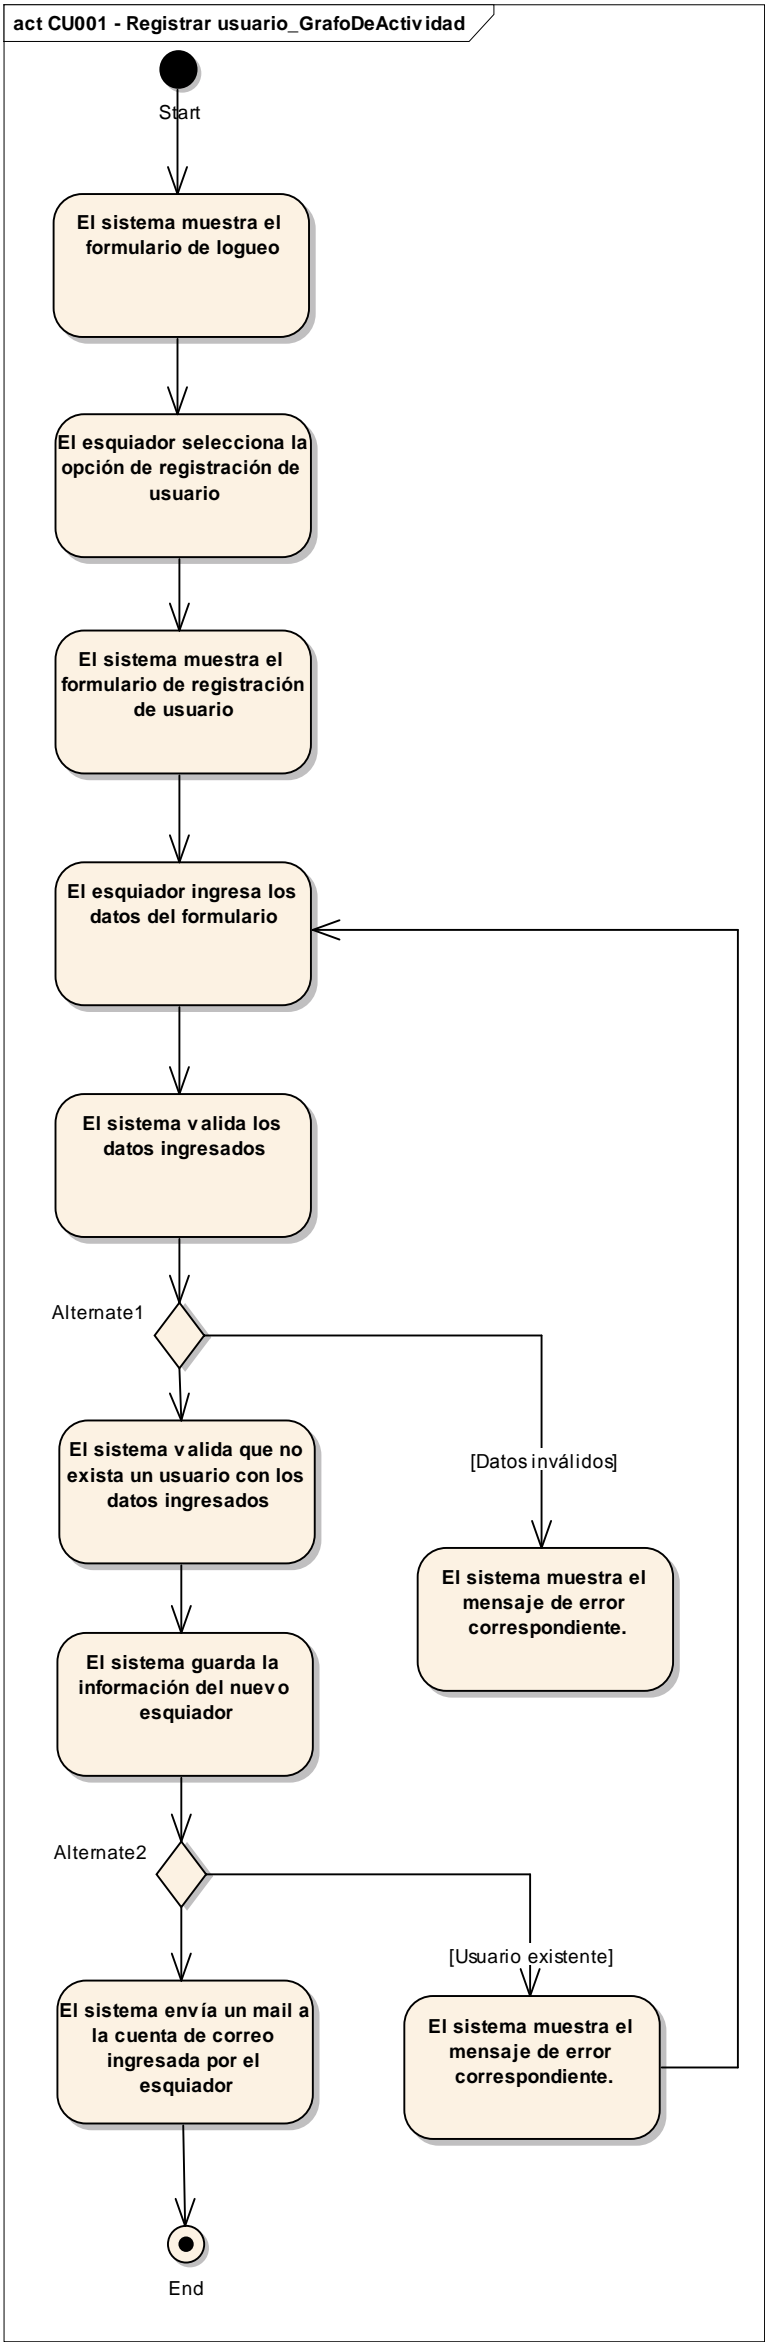 act CU001 - Registrar usuario_GrafoDeActividad
Start
El sistema muestra el
formulario de logueo
El esquiador selecciona la
opción de registración de
usuario
El sistema muestra el
formulario de registración
de usuario
El esquiador ingresa los
datos del formulario
El sistema valida los
datos ingresados
Alternate1
El sistema valida que no
exista un usuario con los
datos ingresados
[Datos inválidos]
El sistema muestra el
mensaje de error
correspondiente.
El sistema guarda la
información del nuevo
esquiador
Alternate2
[Usuario existente]
El sistema envía un mail a
la cuenta de correo
ingresada por el
esquiador
El sistema muestra el
mensaje de error
correspondiente.
End